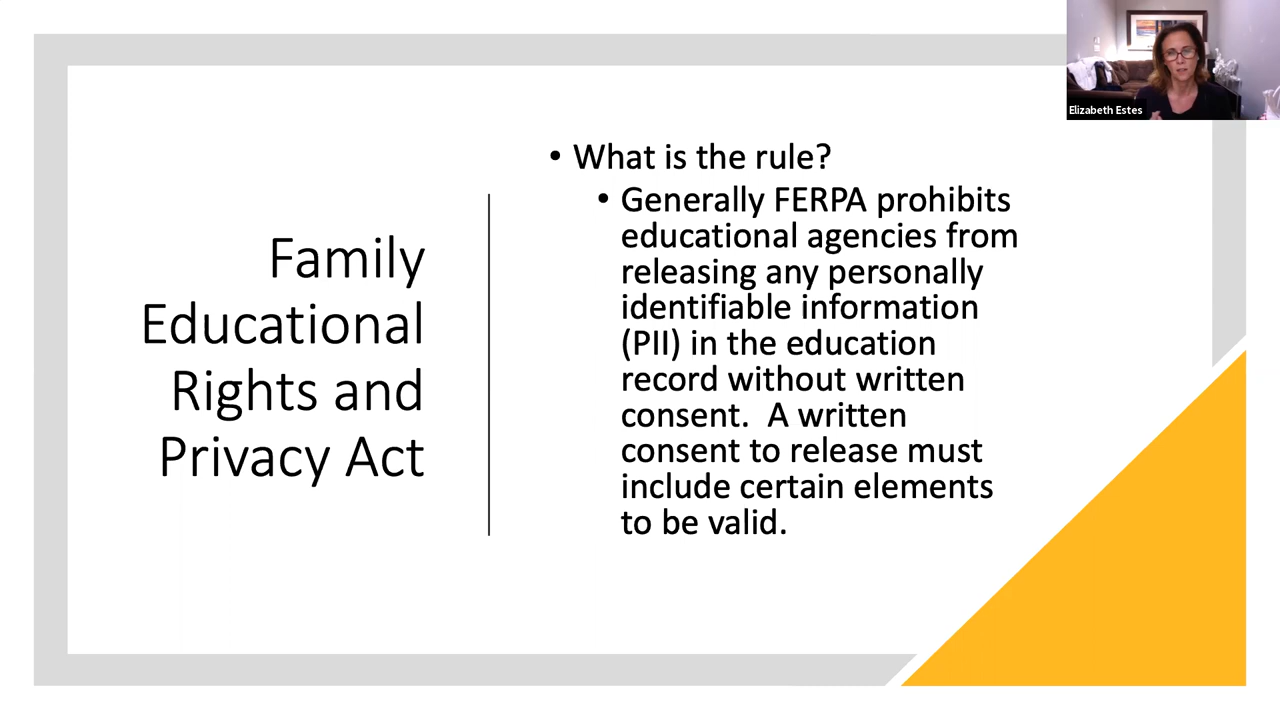 Elizabeth Estes
Family
Educational
Rights and
Privacy Act
• What is the rule?
• Generally FERPA prohibits
educational agencies from
releasing any personally
identifiable information
(PII) in the education
record without written
consent.  A written
consent to release must
include certain elements
to be valid.